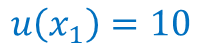 u(x₁) = 10